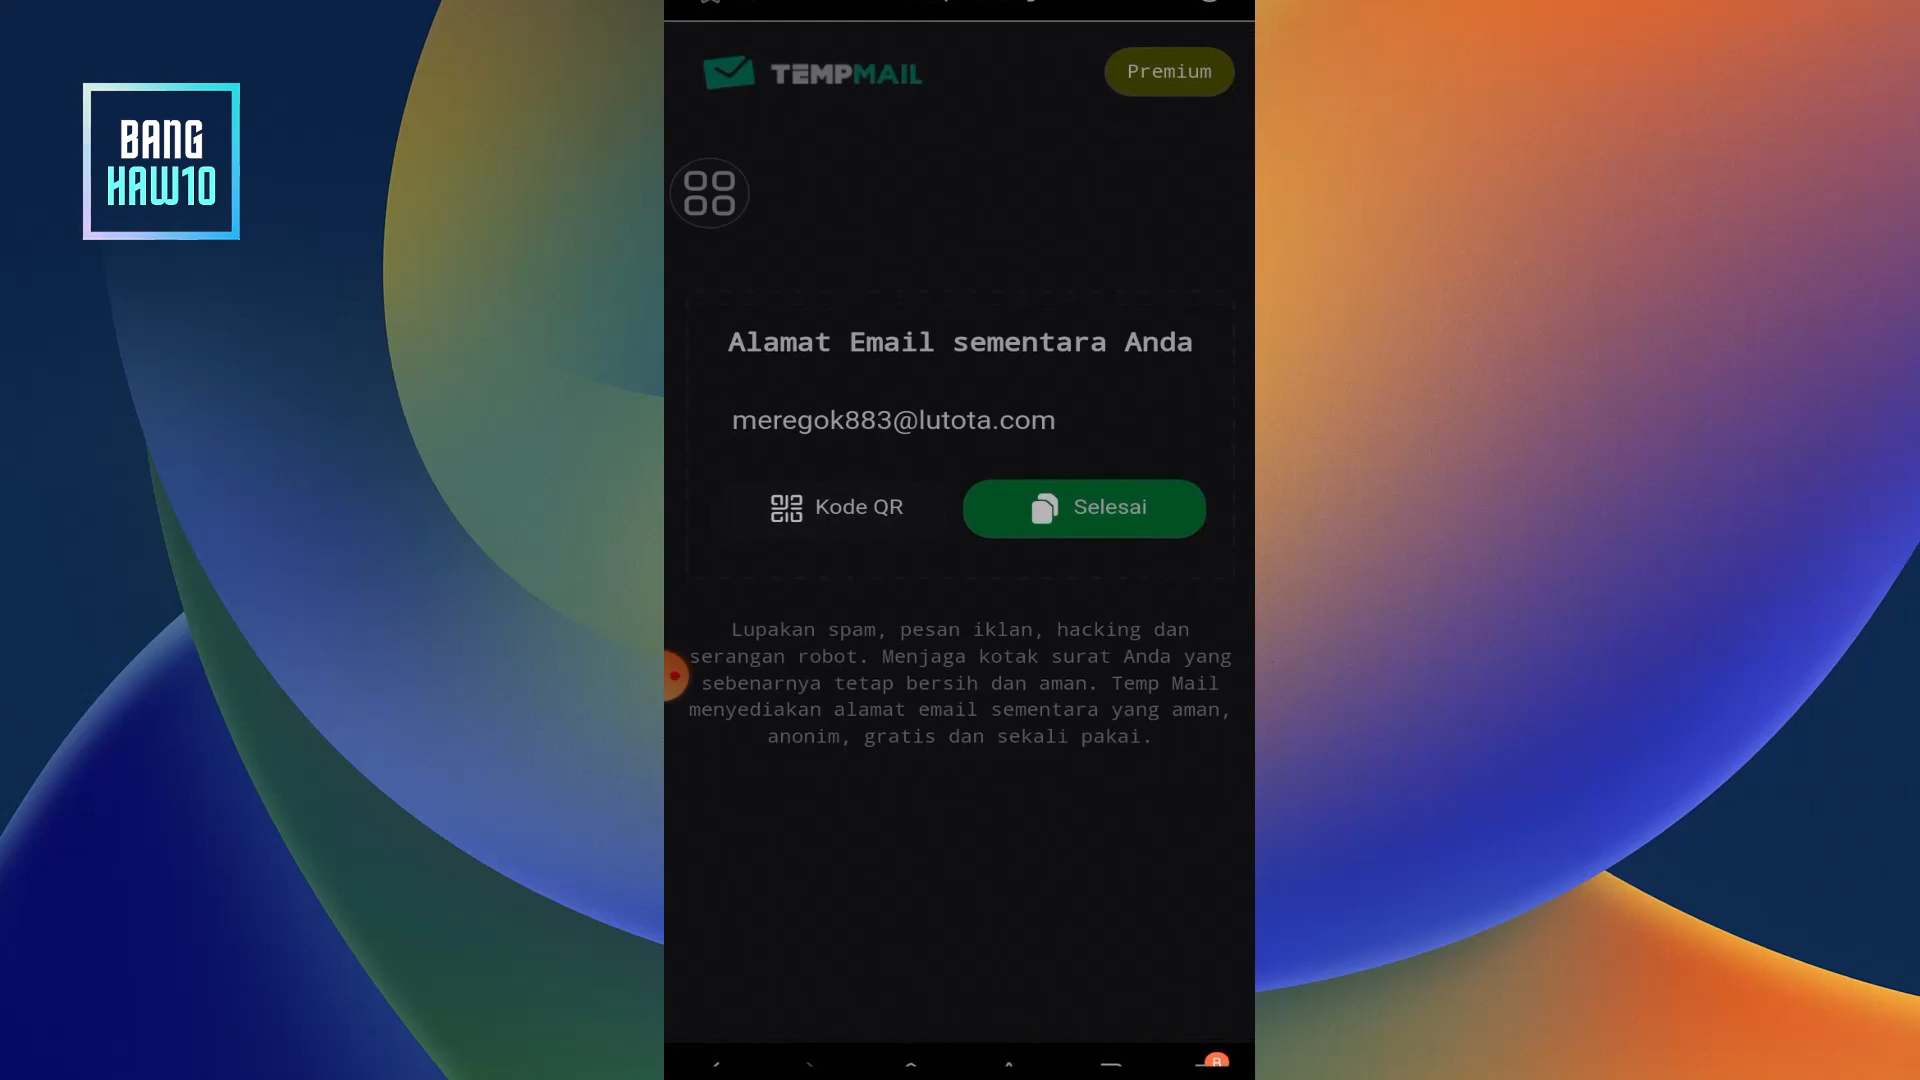 BANG
HAW10
TEMPMAIL
Premium
Alamat Email sementara Anda
meregok883@lutota.com
Kode QR
Selesai
Lupakan spam, pesan iklan, hacking dan
serangan robot. Menjaga kotak surat Anda yang
sebenarnya tetap bersih dan aman. Temp Mail
menyediakan alamat email sementara yang aman,
anonim, gratis dan sekali pakai.